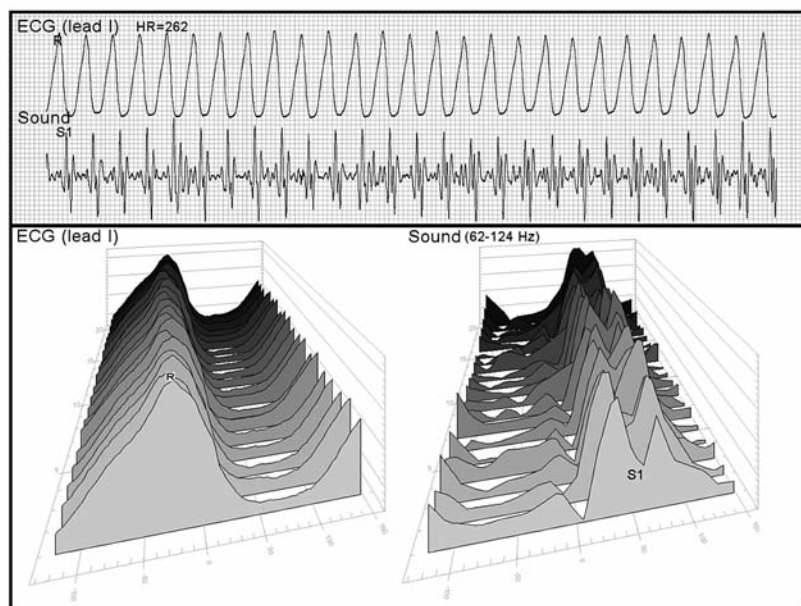 ECG (lead I) HR=262
R
Sound
S1
ECG (lead I)
Sound (62-124 Hz)
R
S1